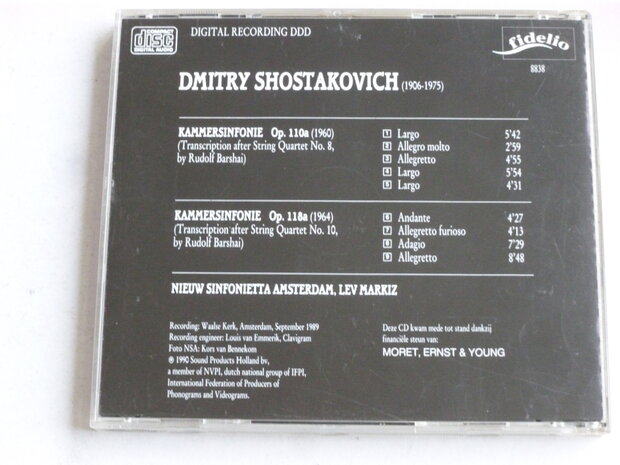 COMPACT
disc
DIGITAL AUDIO
DIGITAL RECORDING DDD
fidelio
8838
DMITRY SHOSTAKOVICH (1906-1975)
KAMMERSINFONIE Op. 110a (1960)
(Transcription after String Quartet No. 8,
by Rudolf Barshai)
1 Largo 5'42
2 Allegro molto 2'59
3 Allegretto 4'55
4 Largo 5'54
5 Largo 4'31
KAMMERSINFONIE Op. 118a (1964)
(Transcription after String Quartet No. 10,
by Rudolf Barshai)
6 Andante 4'27
7 Allegretto furioso 4'13
8 Adagio 7'29
9 Allegretto 8'48
NIEUW SINFONIETTA AMSTERDAM, LEV MARKIZ
Recording: Waalse Kerk, Amsterdam, September 1989
Recording engineer: Louis van Emmerik, Clavigram
Foto NSA: Kors van Bennekom
℗ 1990 Sound Products Holland bv,
a member of NVPI, dutch national group of IFPI,
International Federation of Producers of
Phonograms and Videograms.
Deze CD kwam mede tot stand dankzij
financiële steun van:
MORET, ERNST & YOUNG